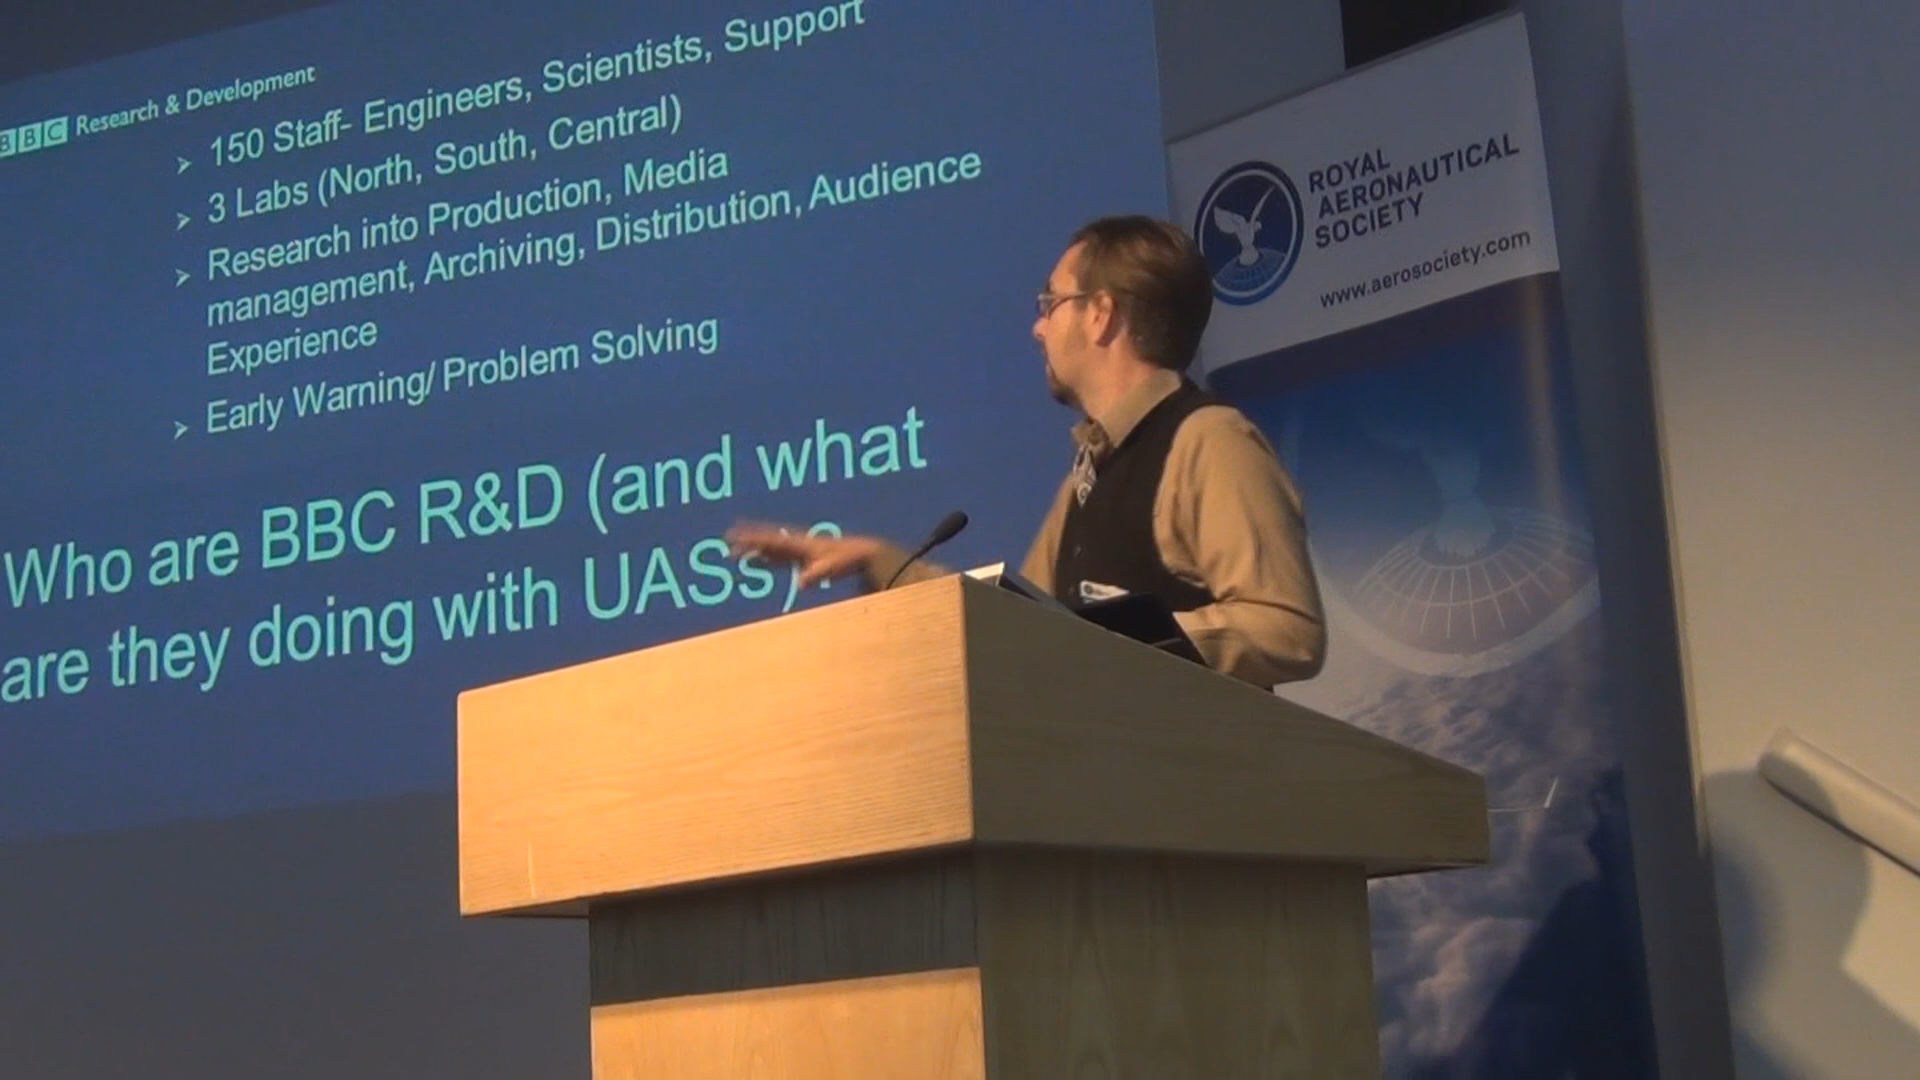 BBC Research & Development
150 Staff- Engineers, Scientists, Support
3 Labs (North, South, Central)
Research into Production, Media
management, Archiving, Distribution, Audience
Experience
Early Warning/ Problem Solving
Who are BBC R&D (and what
are they doing with UASs)?
ROYAL
AERONAUTICAL
SOCIETY
www.aerosociety.com